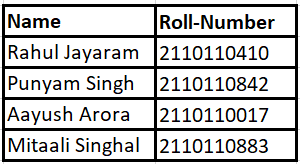 Name Roll-Number
Rahul Jayaram 2110110410
Punyam Singh 2110110842
Aayush Arora 2110110017
Mitaali Singhal 2110110883